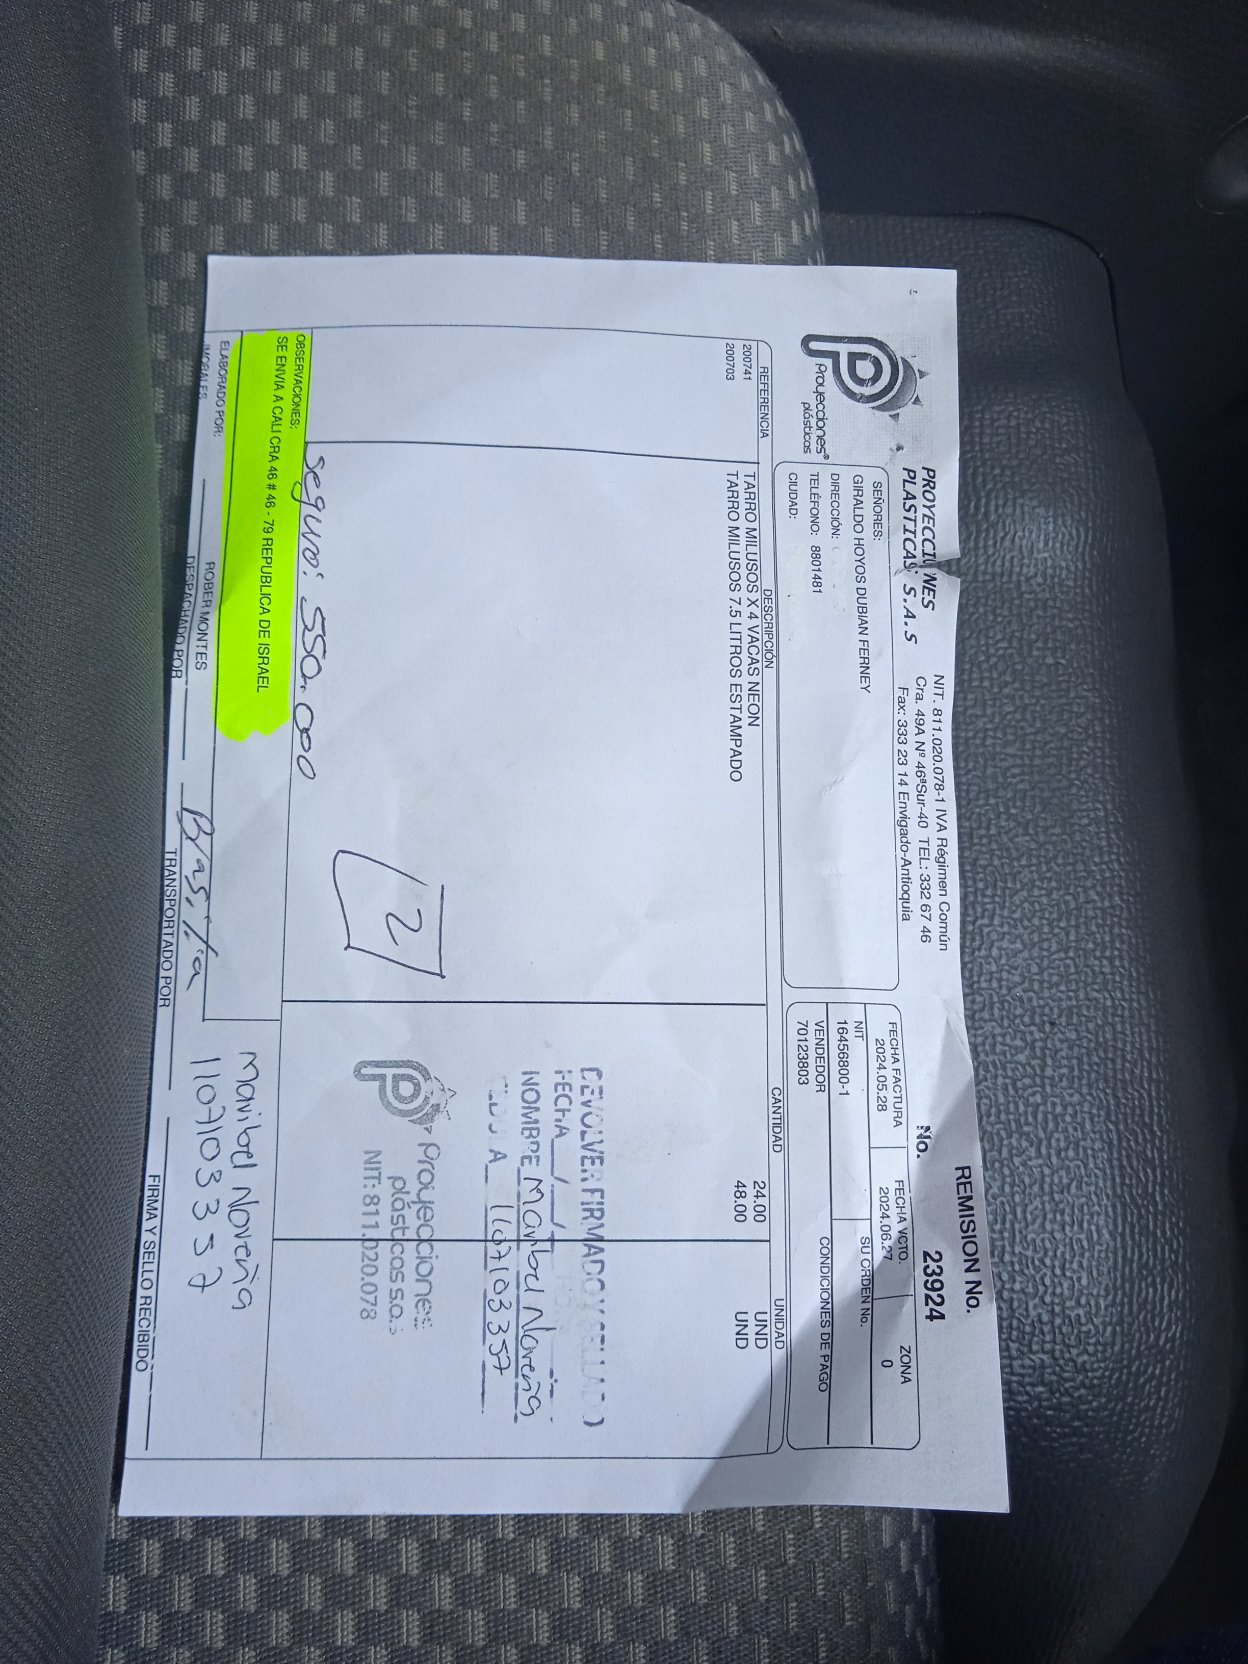 Proyecciones®
plásticos
PROYECCIONES
PLASTICAS S.A.S
NIT. 811.020.078-1 IVA Régimen Común
Cra. 49A Nº 46ªSur-40 TEL: 332 67 46
Fax: 333 23 14 Envigado-Antioquia
REMISION No.
No. 23924
SEÑORES:
GIRALDO HOYOS DUBIAN FERNEY
DIRECCIÓN:
TELÉFONO: 8801481
CIUDAD:
FECHA FACTURA
2024.05.28
FECHA VCTO.
2024.06.27
ZONA
0
NIT
16456800-1
SU ORDEN No.
VENDEDOR
70123803
CONDICIONES DE PAGO
REFERENCIA DESCRIPCIÓN CANTIDAD UNIDAD
200741 TARRO MILUSOS X 4 VACAS NEON 24.00 UND
200703 TARRO MILUSOS 7.5 LITROS ESTAMPADO 48.00 UND
DEVOLVER FIRMADO Y SELLADO
FECHA / /
NOMBRE Maribel Noreña
1107103357
Proyecciones
plásticas s.a.
NIT: 811.020.078
2
seguro: 550.000
OBSERVACIONES:
SE ENVIA A CALI CRA 46 # 46 - 79 REPUBLICA DE ISRAEL
Maribel Noreña
1107103357
ELABORADO POR:
JMORALES
ROBER MONTES
DESPACHADO POR
Brasilia
TRANSPORTADO POR
FIRMA Y SELLO RECIBIDO